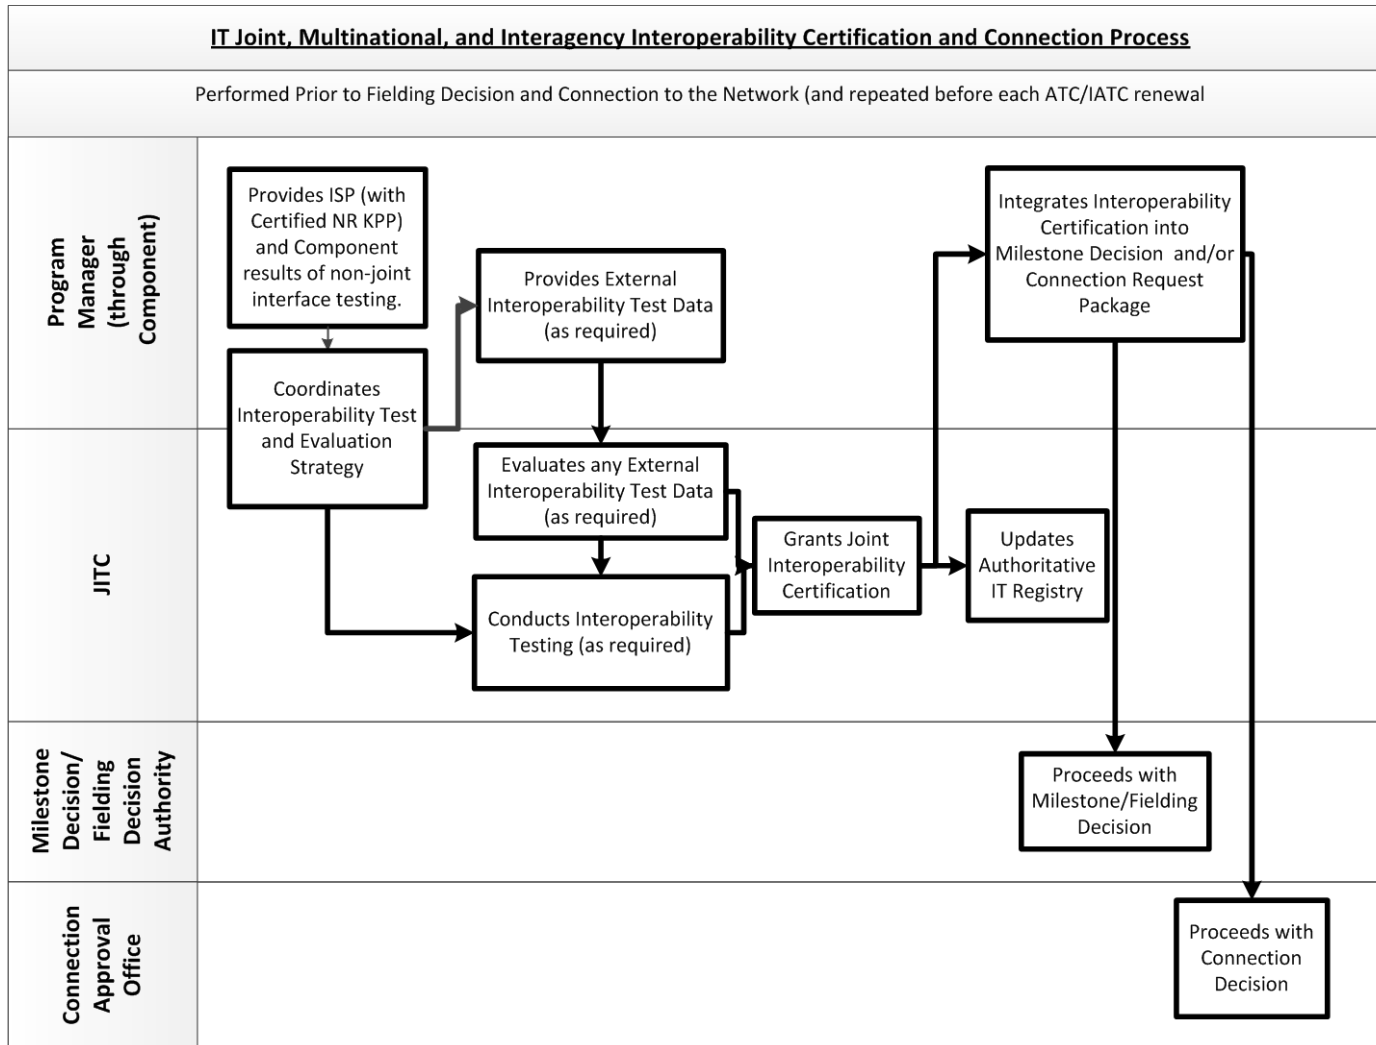 IT Joint, Multinational, and Interagency Interoperability Certification and Connection Process
Performed Prior to Fielding Decision and Connection to the Network (and repeated before each ATC/IATC renewal
Program
Manager
(through
Component)
Provides ISP (with
Certified NR KPP)
and Component
results of non-joint
interface testing.
Coordinates
Interoperability Test
and Evaluation
Strategy
Provides External
Interoperability Test Data
(as required)
Integrates Interoperability
Certification into
Milestone Decision and/or
Connection Request
Package
JITC
Evaluates any External
Interoperability Test Data
(as required)
Conducts Interoperability
Testing (as required)
Grants Joint
Interoperability
Certification
Updates
Authoritative
IT Registry
Milestone
Decision/
Fielding
Decision
Authority
Proceeds with
Milestone/Fielding
Decision
Connection
Approval
Office
Proceeds with
Connection
Decision